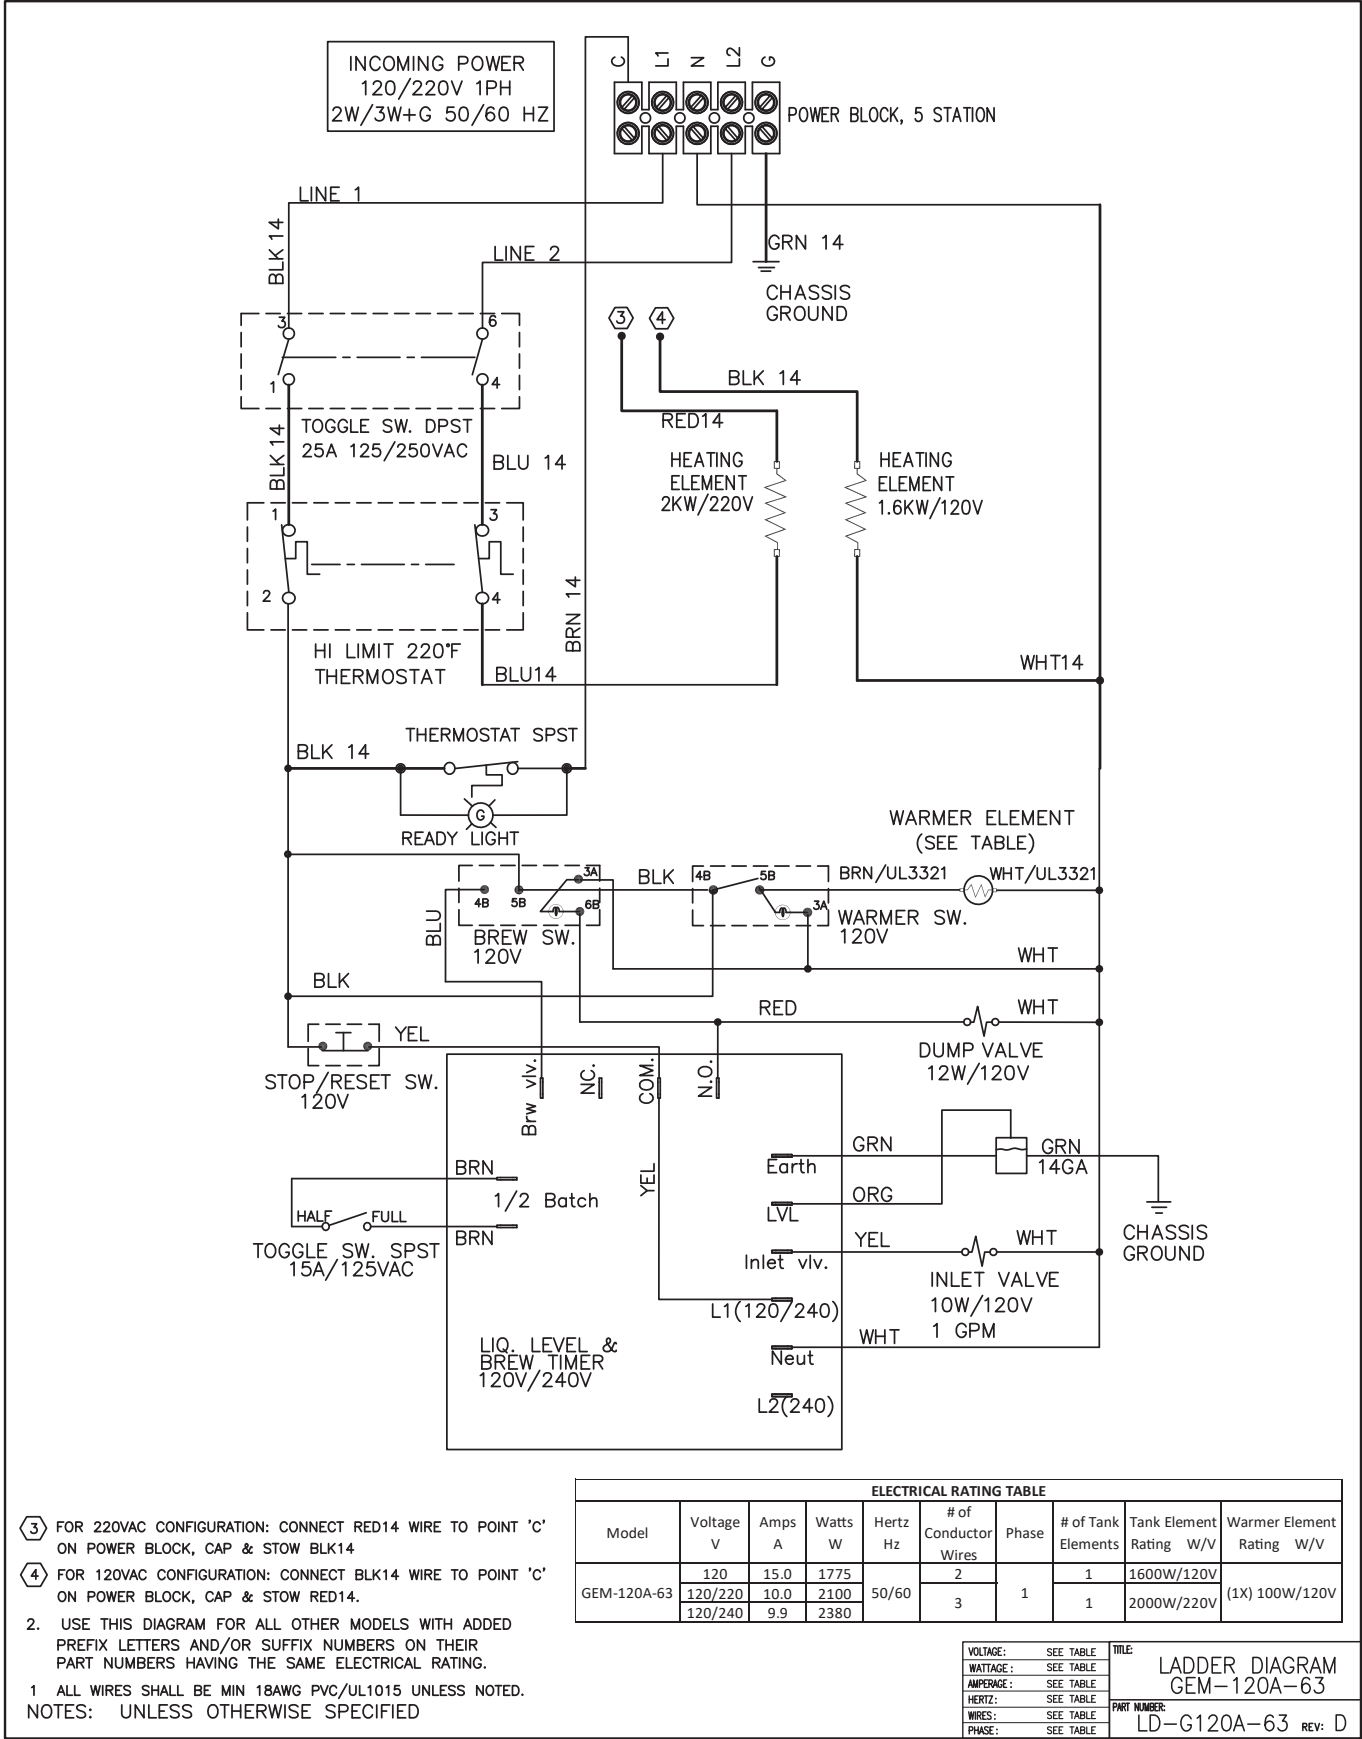 INCOMING POWER
120/220V 1PH
2W/3W+G 50/60 HZ
C L1 N L2 G
POWER BLOCK, 5 STATION
LINE 1
BLK 14
LINE 2
GRN 14
CHASSIS
GROUND
3 6
1 4
TOGGLE SW. DPST
25A 125/250VAC
3 4
BLK 14
RED14
HEATING
ELEMENT
2KW/220V
HEATING
ELEMENT
1.6KW/120V
BLK 14
BLU 14
1 3
2 4
HI LIMIT 220°F
THERMOSTAT
BLU14
BRN 14
WHT14
THERMOSTAT SPST
BLK 14
G
READY LIGHT
WARMER ELEMENT
(SEE TABLE)
BRN/UL3321
WHT/UL3321
4B 5B 3A 6B
BREW SW.
120V
BLU
BLK
4B 5B 3A
WARMER SW.
120V
WHT
BLK
RED
WHT
DUMP VALVE
12W/120V
YEL
STOP/RESET SW.
120V
Brw vlv.
NC.
COM.
N.O.
YEL
BRN
1/2 Batch
BRN
HALF FULL
TOGGLE SW. SPST
15A/125VAC
Earth
GRN
GRN
14GA
LVL
ORG
CHASSIS
GROUND
Inlet vlv.
YEL
WHT
INLET VALVE
10W/120V
1 GPM
L1(120/240)
Neut
WHT
L2(240)
LIQ. LEVEL &
BREW TIMER
120V/240V
ELECTRICAL RATING TABLE
Model Voltage V Amps A Watts W Hertz Hz # of Conductor Wires Phase # of Tank Elements Tank Element Rating W/V Warmer Element Rating W/V
GEM-120A-63 120 15.0 1775 50/60 2 1 1 1600W/120V (1X) 100W/120V
120/220 10.0 2100 3 1 2000W/220V
120/240 9.9 2380
3 FOR 220VAC CONFIGURATION: CONNECT RED14 WIRE TO POINT 'C'
ON POWER BLOCK, CAP & STOW BLK14
4 FOR 120VAC CONFIGURATION: CONNECT BLK14 WIRE TO POINT 'C'
ON POWER BLOCK, CAP & STOW RED14.
2. USE THIS DIAGRAM FOR ALL OTHER MODELS WITH ADDED
PREFIX LETTERS AND/OR SUFFIX NUMBERS ON THEIR
PART NUMBERS HAVING THE SAME ELECTRICAL RATING.
1 ALL WIRES SHALL BE MIN 18AWG PVC/UL1015 UNLESS NOTED.
NOTES: UNLESS OTHERWISE SPECIFIED
VOLTAGE: SEE TABLE
WATTAGE: SEE TABLE
AMPERAGE: SEE TABLE
HERTZ: SEE TABLE
WIRES: SEE TABLE
PHASE: SEE TABLE
TITLE:
LADDER DIAGRAM
GEM-120A-63
PART NUMBER:
LD-G120A-63 REV: D